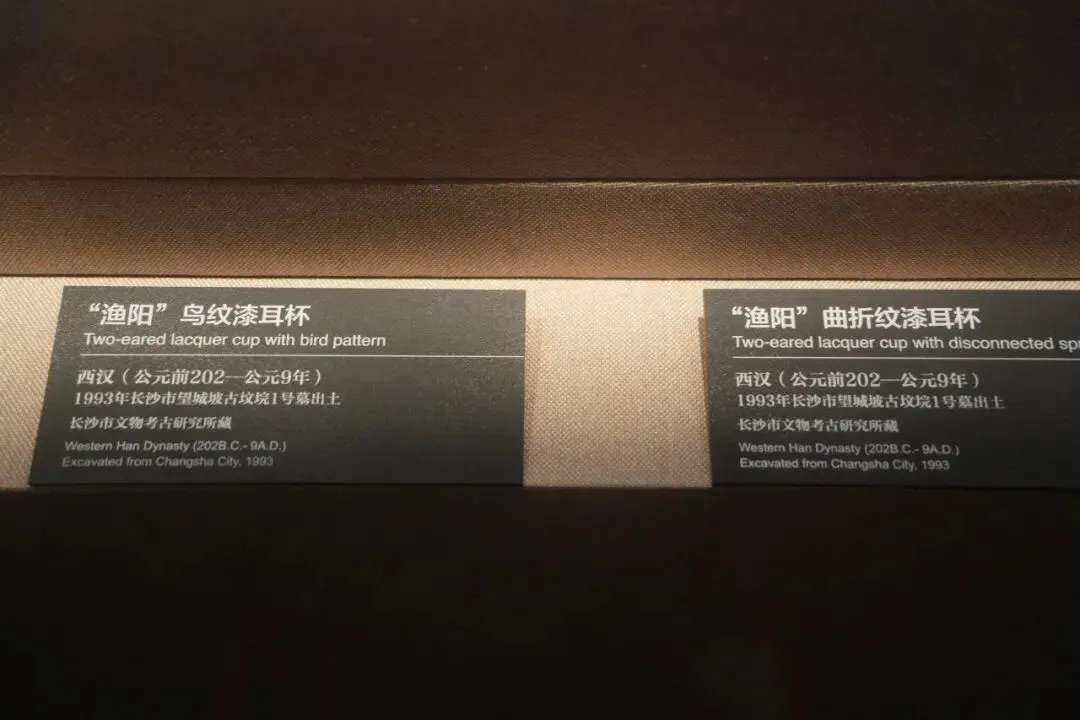 “渔阳”鸟纹漆耳杯
Two-eared lacquer cup with bird pattern
西汉（公元前202—公元9年）
1993年长沙市望城坡古坟垸1号墓出土
长沙市文物考古研究所藏
Western Han Dynasty (202B.C.- 9A.D.)
Excavated from Changsha City, 1993
“渔阳”曲折纹漆耳杯
Two-eared lacquer cup with disconnected
西汉（公元前202—公元9年）
1993年长沙市望城坡古坟垸1号墓出土
长沙市文物考古研究所藏
Western Han Dynasty (202B.C.- 9A.D.)
Excavated from Changsha City, 1993